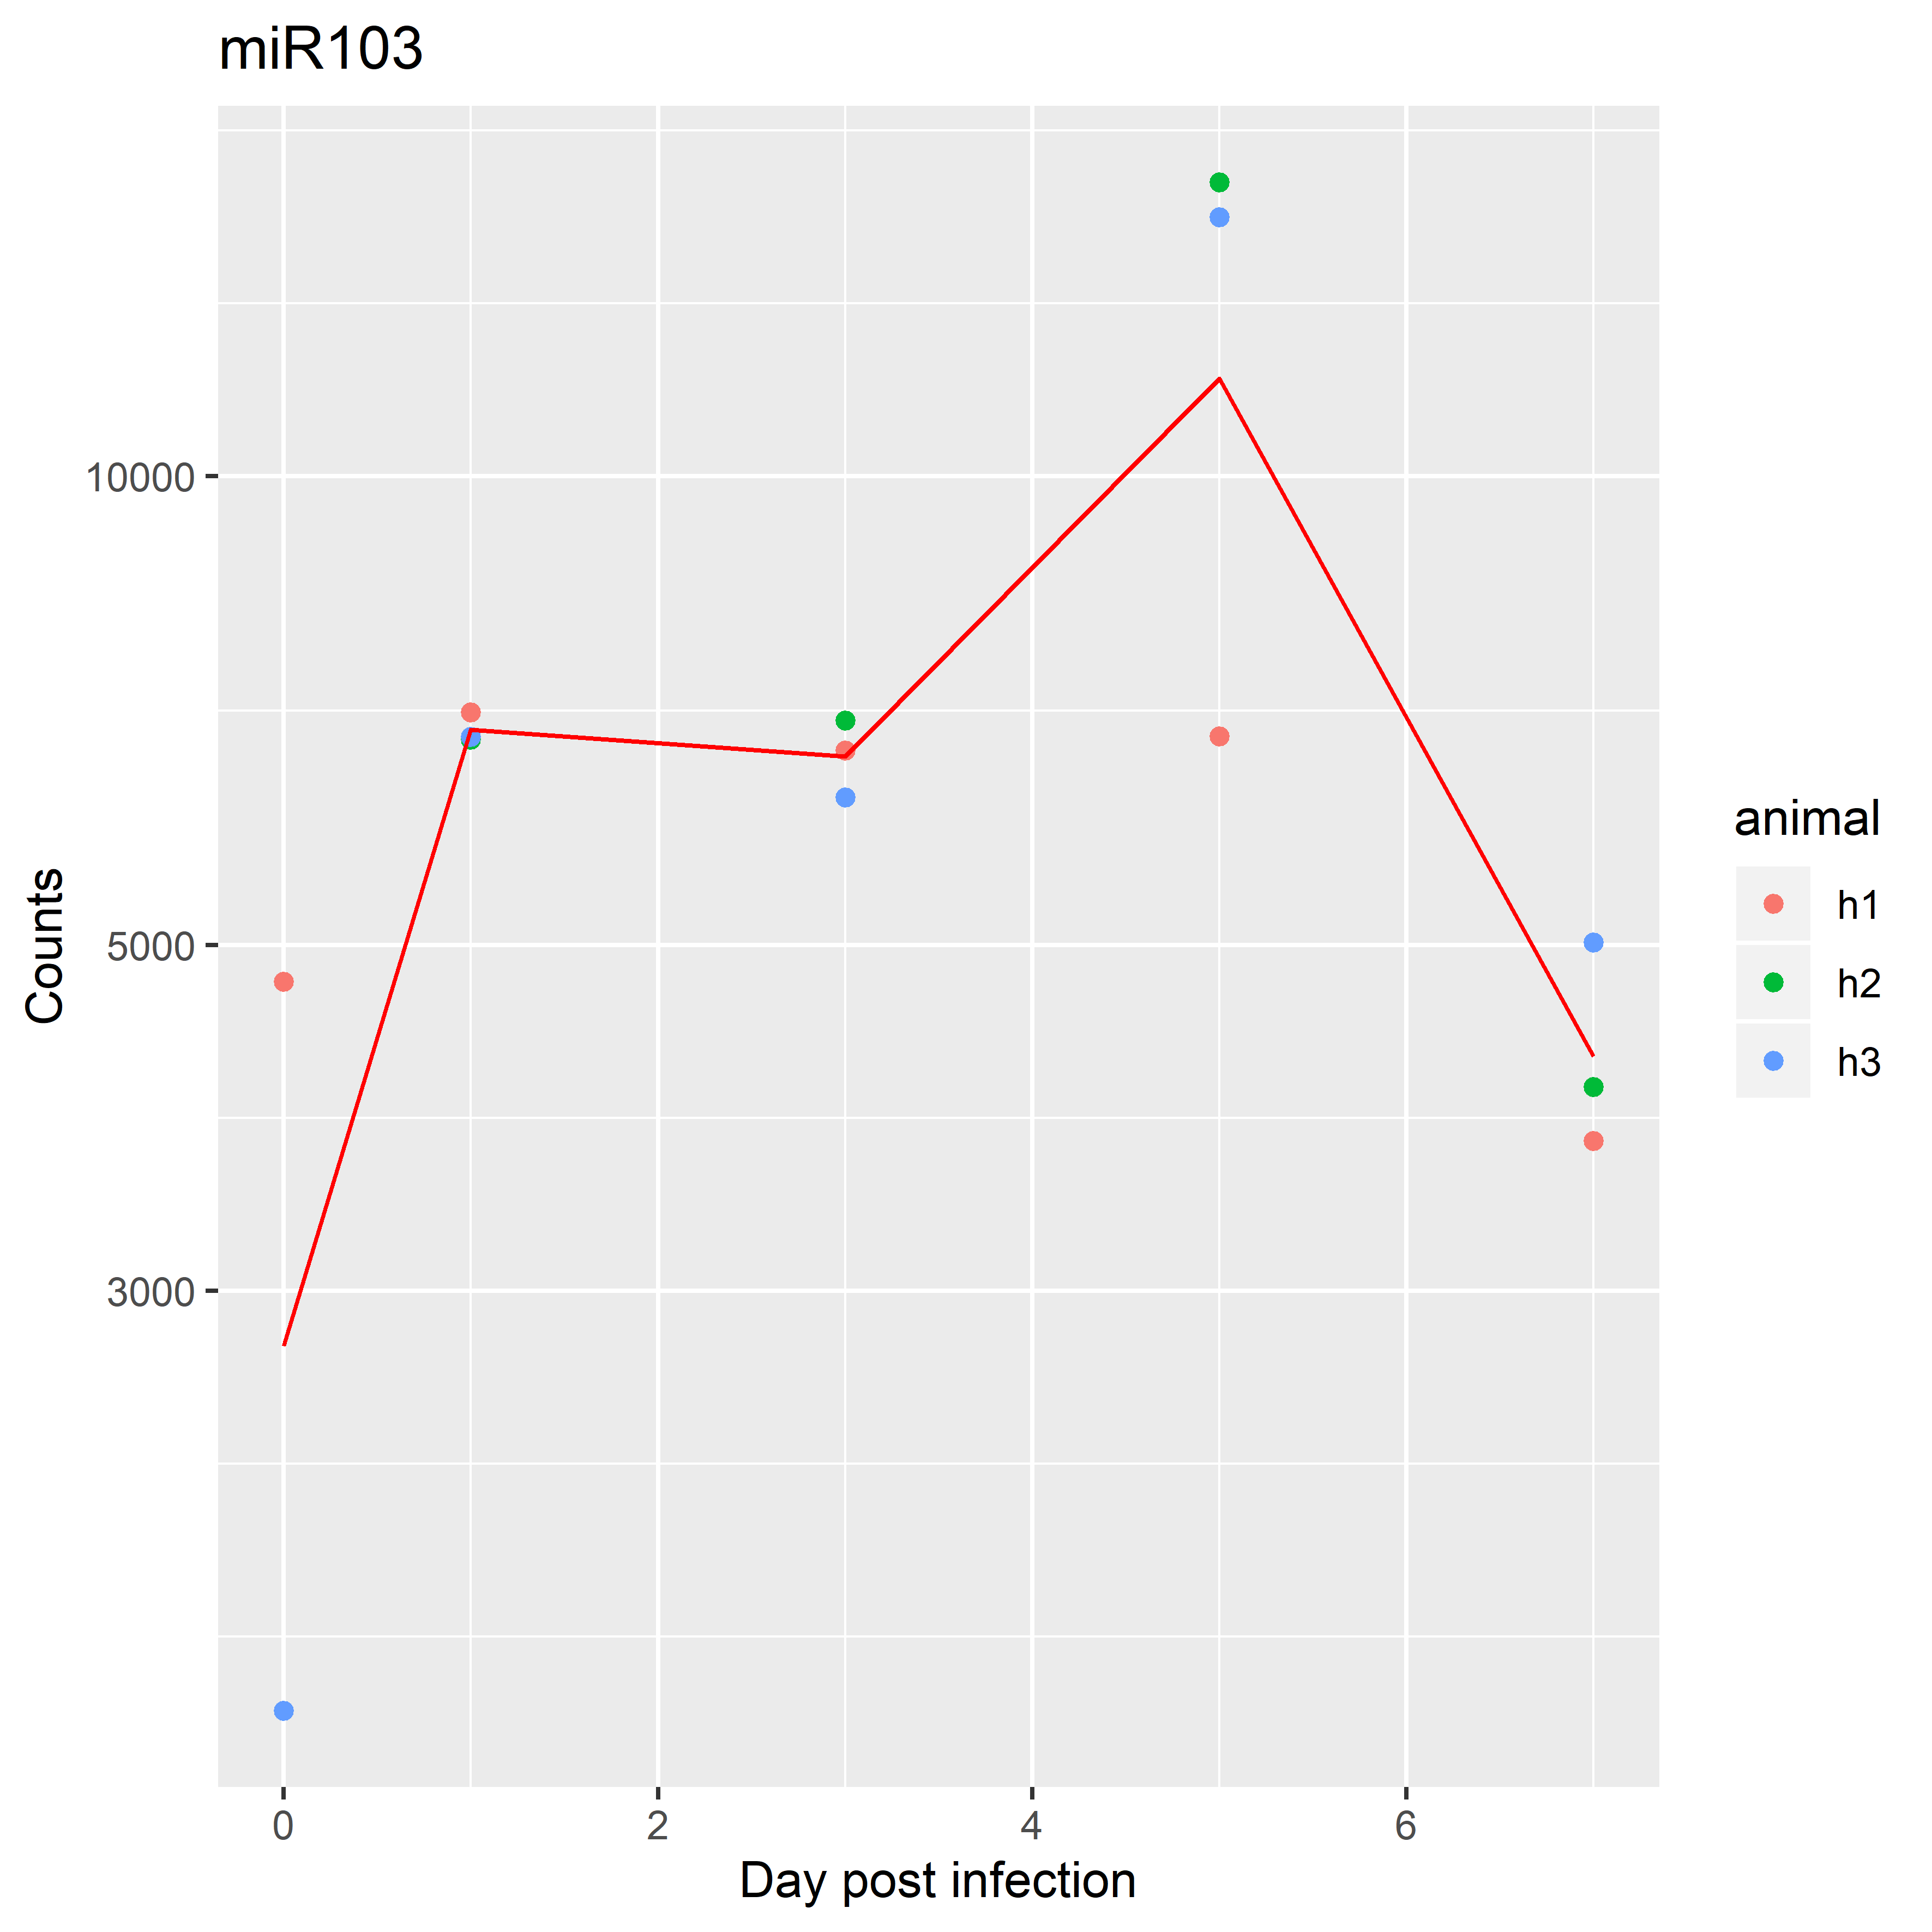 miR103
10000
5000
3000
Counts
0 2 4 6
Day post infection
animal
h1
h2
h3